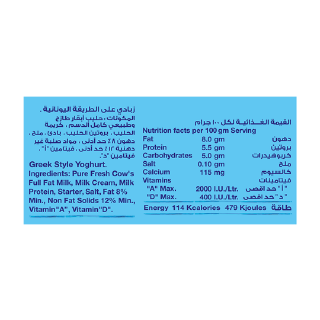 زبادي على الطريقة اليونانية .
المكونات ، حليب أبقار طازج
وطبيعي كامل الدسم ، كريمة
الحليب ، بروتين الحليب ، بادئ ، ملح ،
دهون ٨٪ حد أدنى ، مواد صلبة غير
دهنية ١٢٪ حد أدنى ، فيتامين "أ" ،
فيتامين "د".
Greek Style Yoghurt.
Ingredients: Pure Fresh Cow's
Full Fat Milk, Milk Cream, Milk
Protein, Starter, Salt, Fat 8%
Min., Non Fat Solids 12% Min.,
Vitamin"A", Vitamin"D".
القيمة الغذائية لكل ١٠٠ جرام
Nutrition facts per 100 gm Serving
Fat 8.0 gm دهون
Protein 5.5 gm بروتين
Carbohydrates 5.0 gm كربوهيدرات
Salt 0.10 gm ملح
Calcium 115 mg كالسيوم
Vitamins فيتامينات
"A" Max. 2000 I.U./Ltr. "أ" حد أقصى
"D" Max. 400 I.U./Ltr. "د" حد أقصى
Energy 114 Kcalories 479 Kjoules طاقة